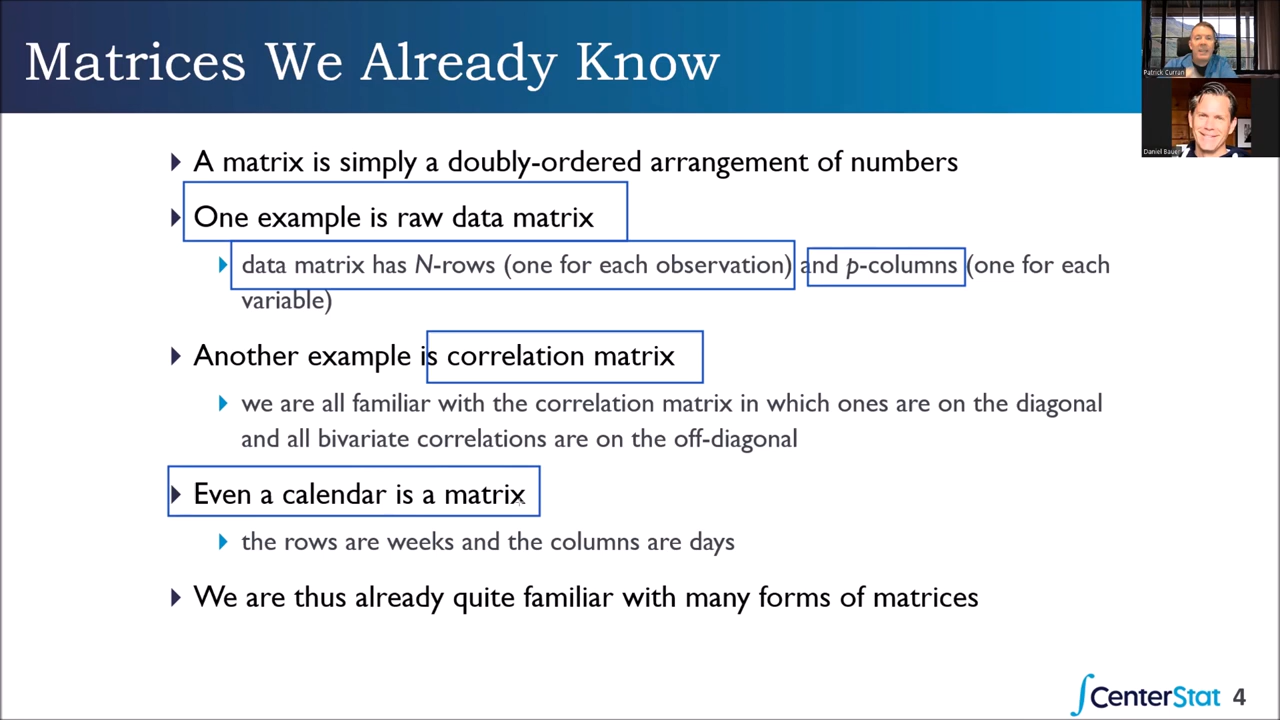 Matrices We Already Know
Patrick Curran
Daniel Bauer
A matrix is simply a doubly-ordered arrangement of numbers
One example is raw data matrix
data matrix has N-rows (one for each observation) and p-columns (one for each
variable)
Another example is correlation matrix
we are all familiar with the correlation matrix in which ones are on the diagonal
and all bivariate correlations are on the off-diagonal
Even a calendar is a matrix
the rows are weeks and the columns are days
We are thus already quite familiar with many forms of matrices
CenterStat 4